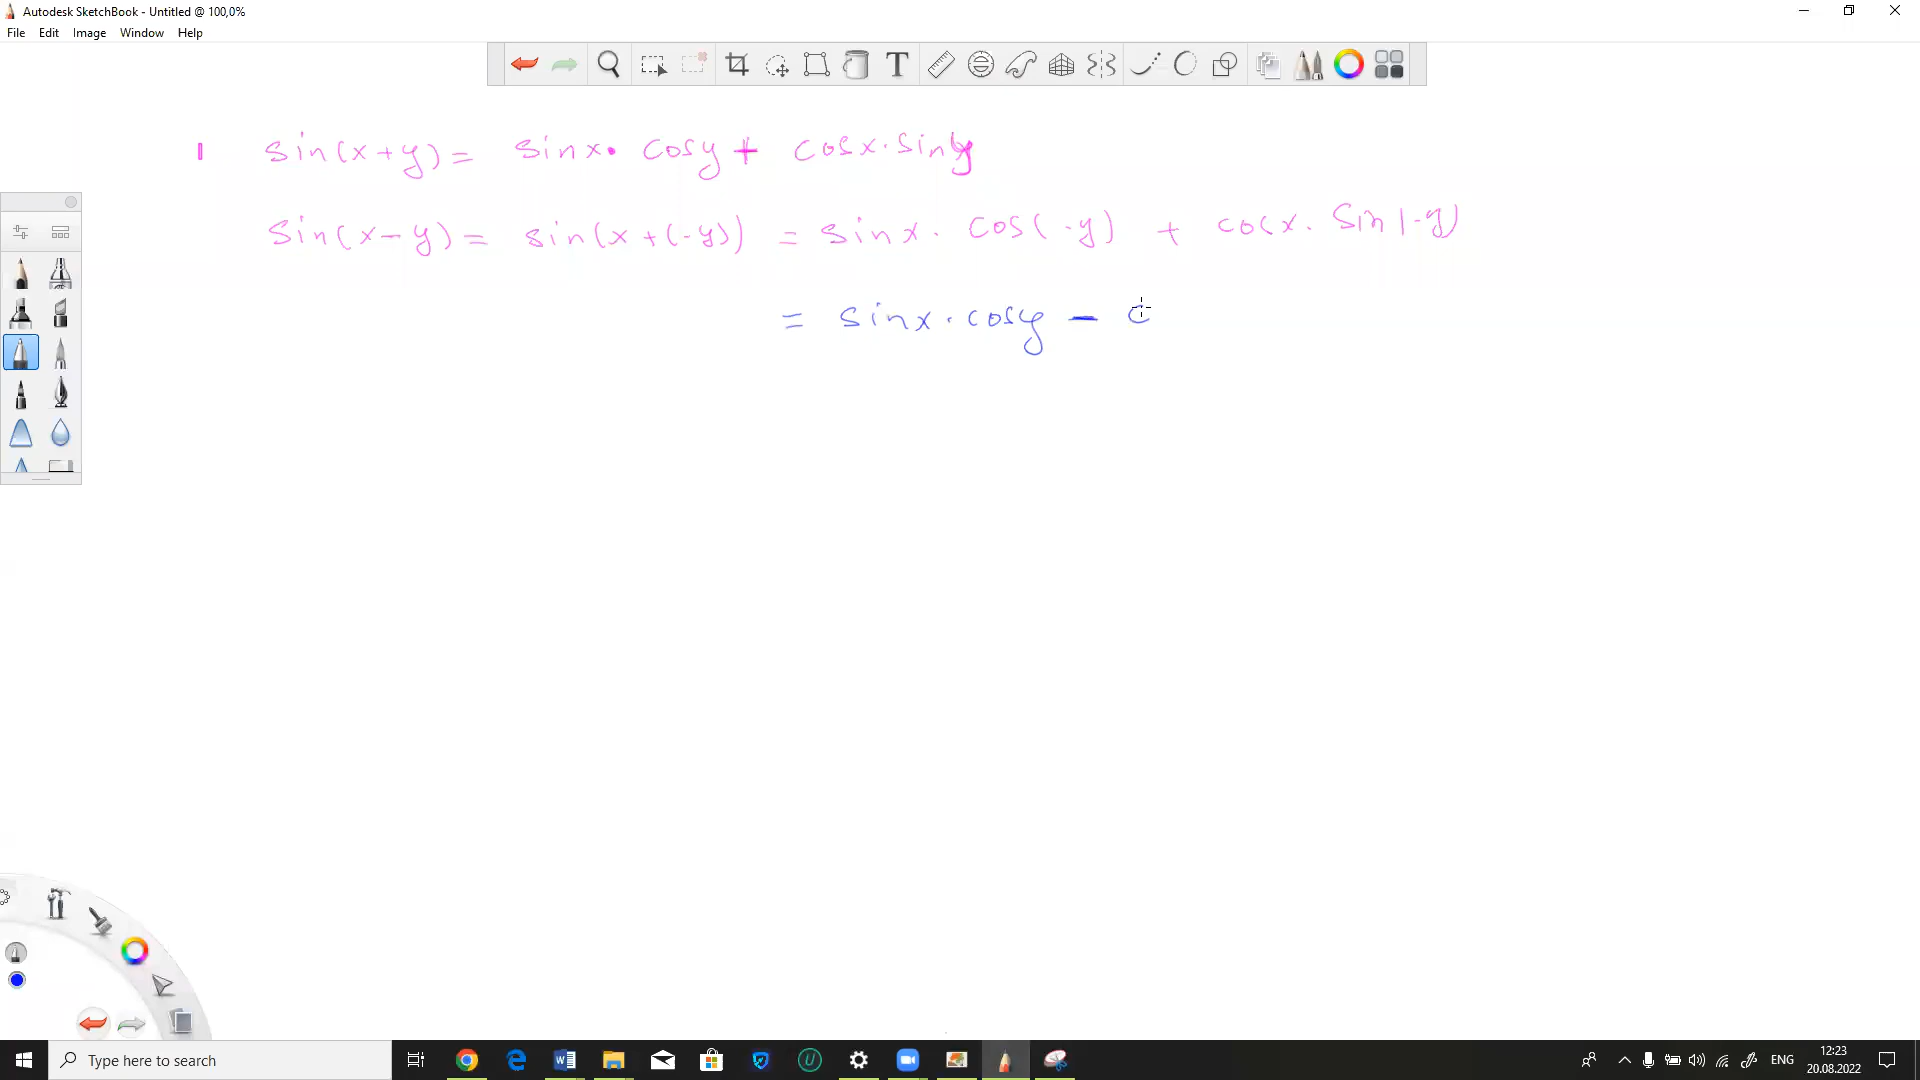 Autodesk SketchBook - Untitled @ 100,0%
File Edit Image Window Help
T
1 sin(x+y) = sinx · cosy + cosx · siny
sin(x-y) = sin(x+(-y)) = sinx · cos(-y) + cosx · sin(-y)
= sinx · cosy - c
Type here to search
ENG
12:23
20.08.2022